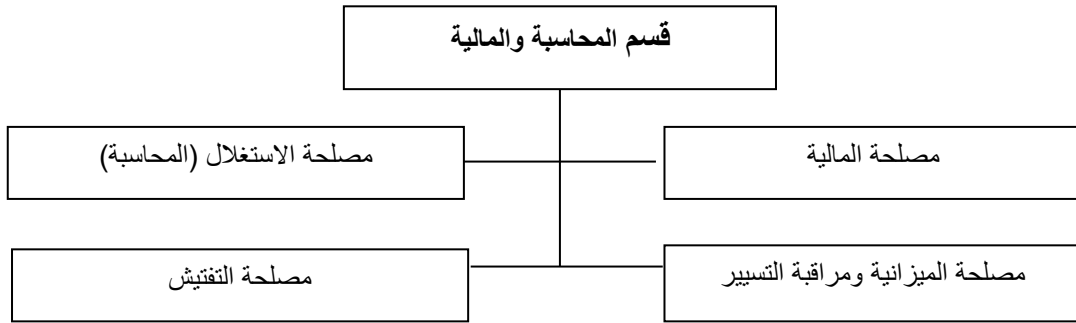 قسم المحاسبة والمالية
مصلحة المالية
مصلحة الاستغلال (المحاسبة)
مصلحة الميزانية ومراقبة التسيير
مصلحة التفتيش